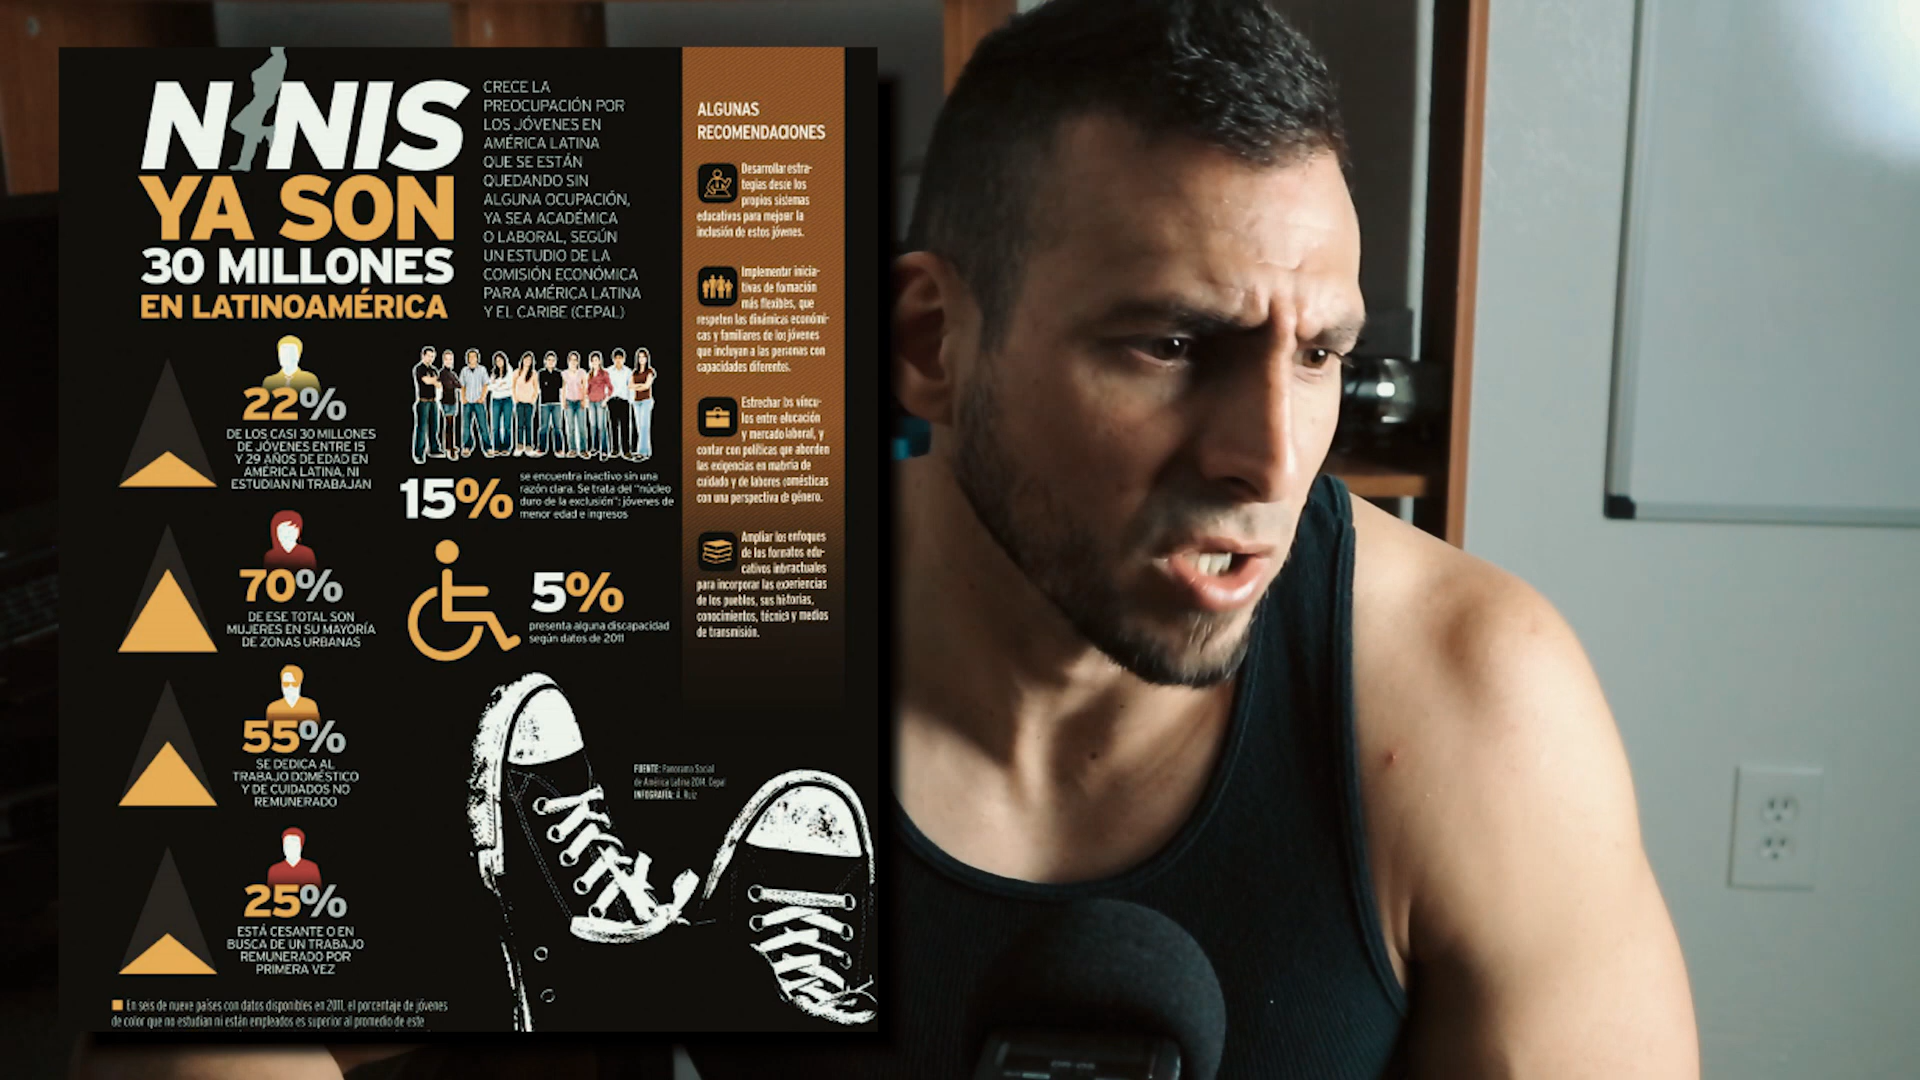 NINIS
YA SON
30 MILLONES
EN LATINOAMÉRICA
CRECE LA
PREOCUPACIÓN POR
LOS JÓVENES EN
AMÉRICA LATINA
QUE SE ESTÁN
QUEDANDO SIN
ALGUNA OCUPACIÓN,
YA SEA ACADÉMICA
O LABORAL, SEGÚN
UN ESTUDIO DE LA
COMISIÓN ECONÓMICA
PARA AMÉRICA LATINA
Y EL CARIBE (CEPAL)
22%
DE LOS CASI 30 MILLONES
DE JÓVENES ENTRE 15
Y 29 AÑOS DE EDAD EN
AMÉRICA LATINA, NI
ESTUDIAN NI TRABAJAN
70%
DE ESE TOTAL SON
MUJERES EN SU MAYORÍA
DE ZONAS URBANAS
55%
SE DEDICA AL
TRABAJO DOMÉSTICO
Y DE CUIDADOS NO
REMUNERADO
25%
ESTÁ CESANTE O EN
BUSCA DE UN TRABAJO
REMUNERADO POR
PRIMERA VEZ
15%
se encuentra inactivo sin una
razón clara. Se trata del "núcleo
duro de la exclusión": jóvenes de
menor edad e ingresos
5%
presenta alguna discapacidad
según datos de 2011
FUENTE: Panorama Social
de América Latina 2014, Cepal
INFOGRAFÍA: A. Ruiz
En seis de nueve países con datos disponibles en 2011, el porcentaje de jóvenes
de color que no estudian ni están empleados es superior al promedio de este
ALGUNAS
RECOMENDACIONES
Desarrollar estra-
tegias desde los
propios sistemas
educativos para mejorar la
inclusión de estos jóvenes.
Implementar inicia-
tivas de formación
más flexibles, que
respeten las dinámicas económi-
cas y familiares de los jóvenes
que incluyan a las personas con
capacidades diferentes.
Estrechar los víncu-
los entre educación
y mercado laboral, y
contar con políticas que aborden
las exigencias en materia de
cuidado y de labores domésticas
con una perspectiva de género.
Ampliar los enfoques
de los formatos edu-
cativos interactuales
para incorporar las experiencias
de los pueblos, sus historias,
conocimientos, técnica y medios
de transmisión.